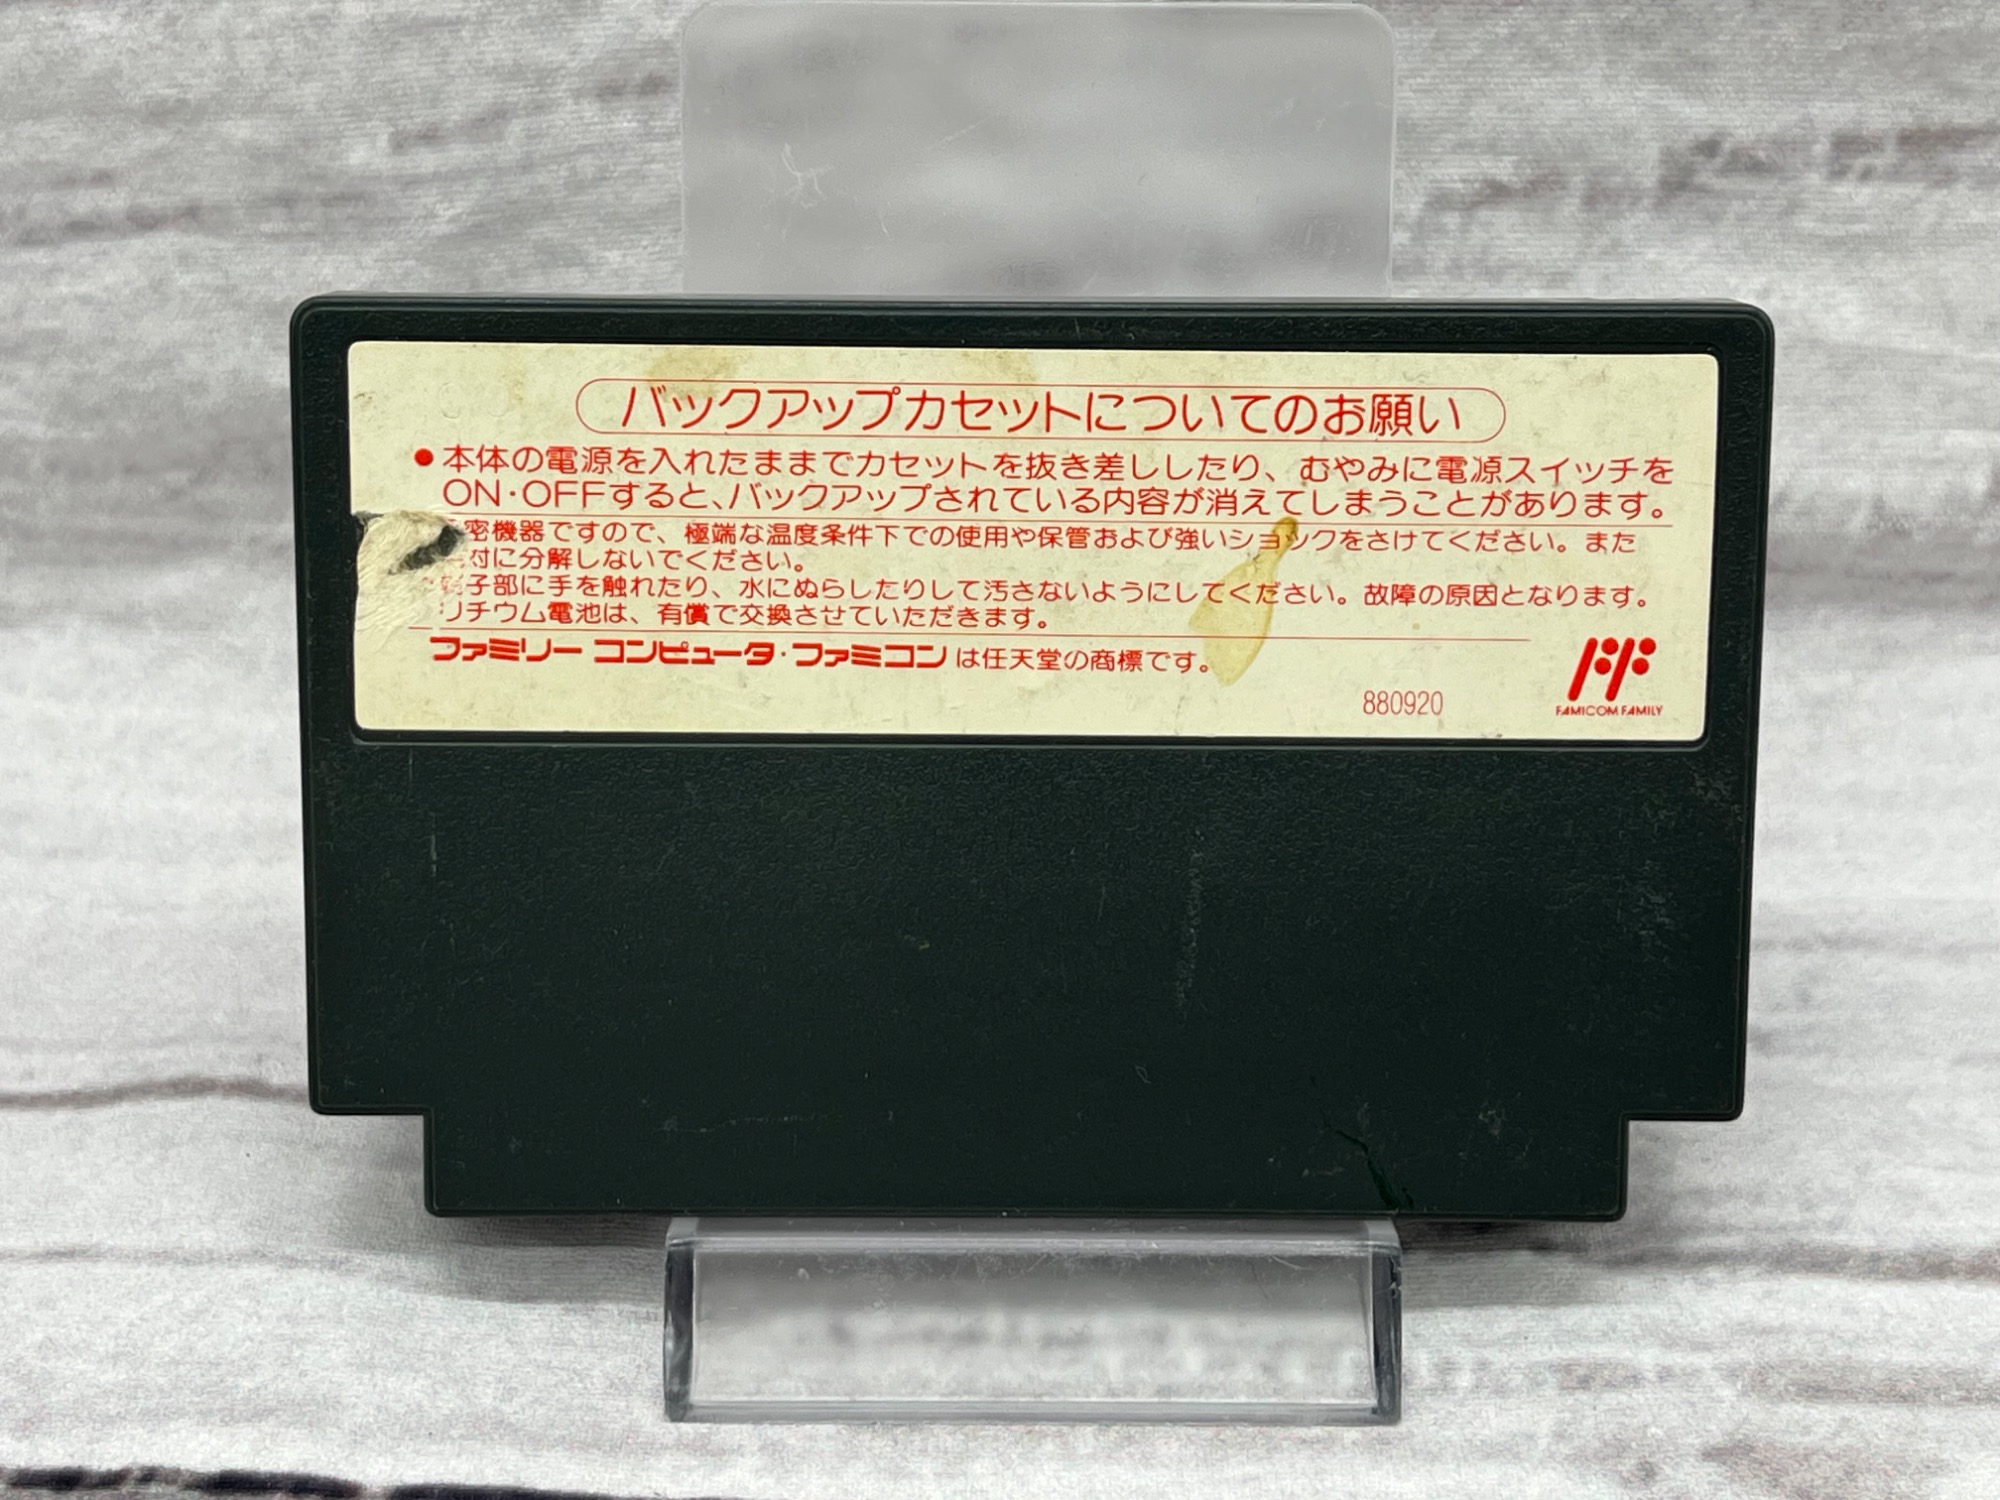 バックアップカセットについてのお願い
●本体の電源を入れたままでカセットを抜き差ししたり、むやみに電源スイッチを
ON・OFFすると、バックアップされている内容が消えてしまうことがあります。
密機器ですので、極端な温度条件下での使用や保管および強いショックをさけてください。また
対に分解しないでください。
子部に手を触れたり、水にぬらしたりして汚さないようにしてください。故障の原因となります。
リチウム電池は、有償で交換させていただきます。
ファミリーコンピュータ・ファミコンは任天堂の商標です。
880920
FAMICOM FAMILY